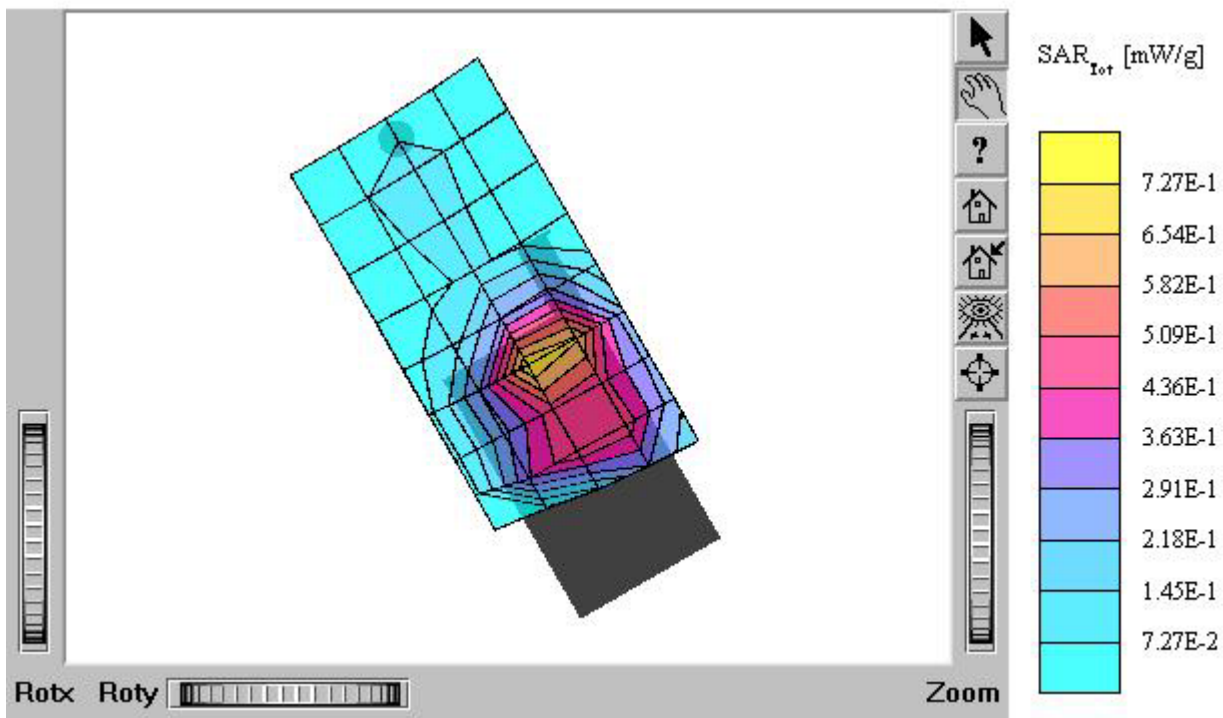 SAR_Tot [mW/g]
7.27E-1
6.54E-1
5.82E-1
5.09E-1
4.36E-1
3.63E-1
2.91E-1
2.18E-1
1.45E-1
7.27E-2
?
Rotx Roty Zoom